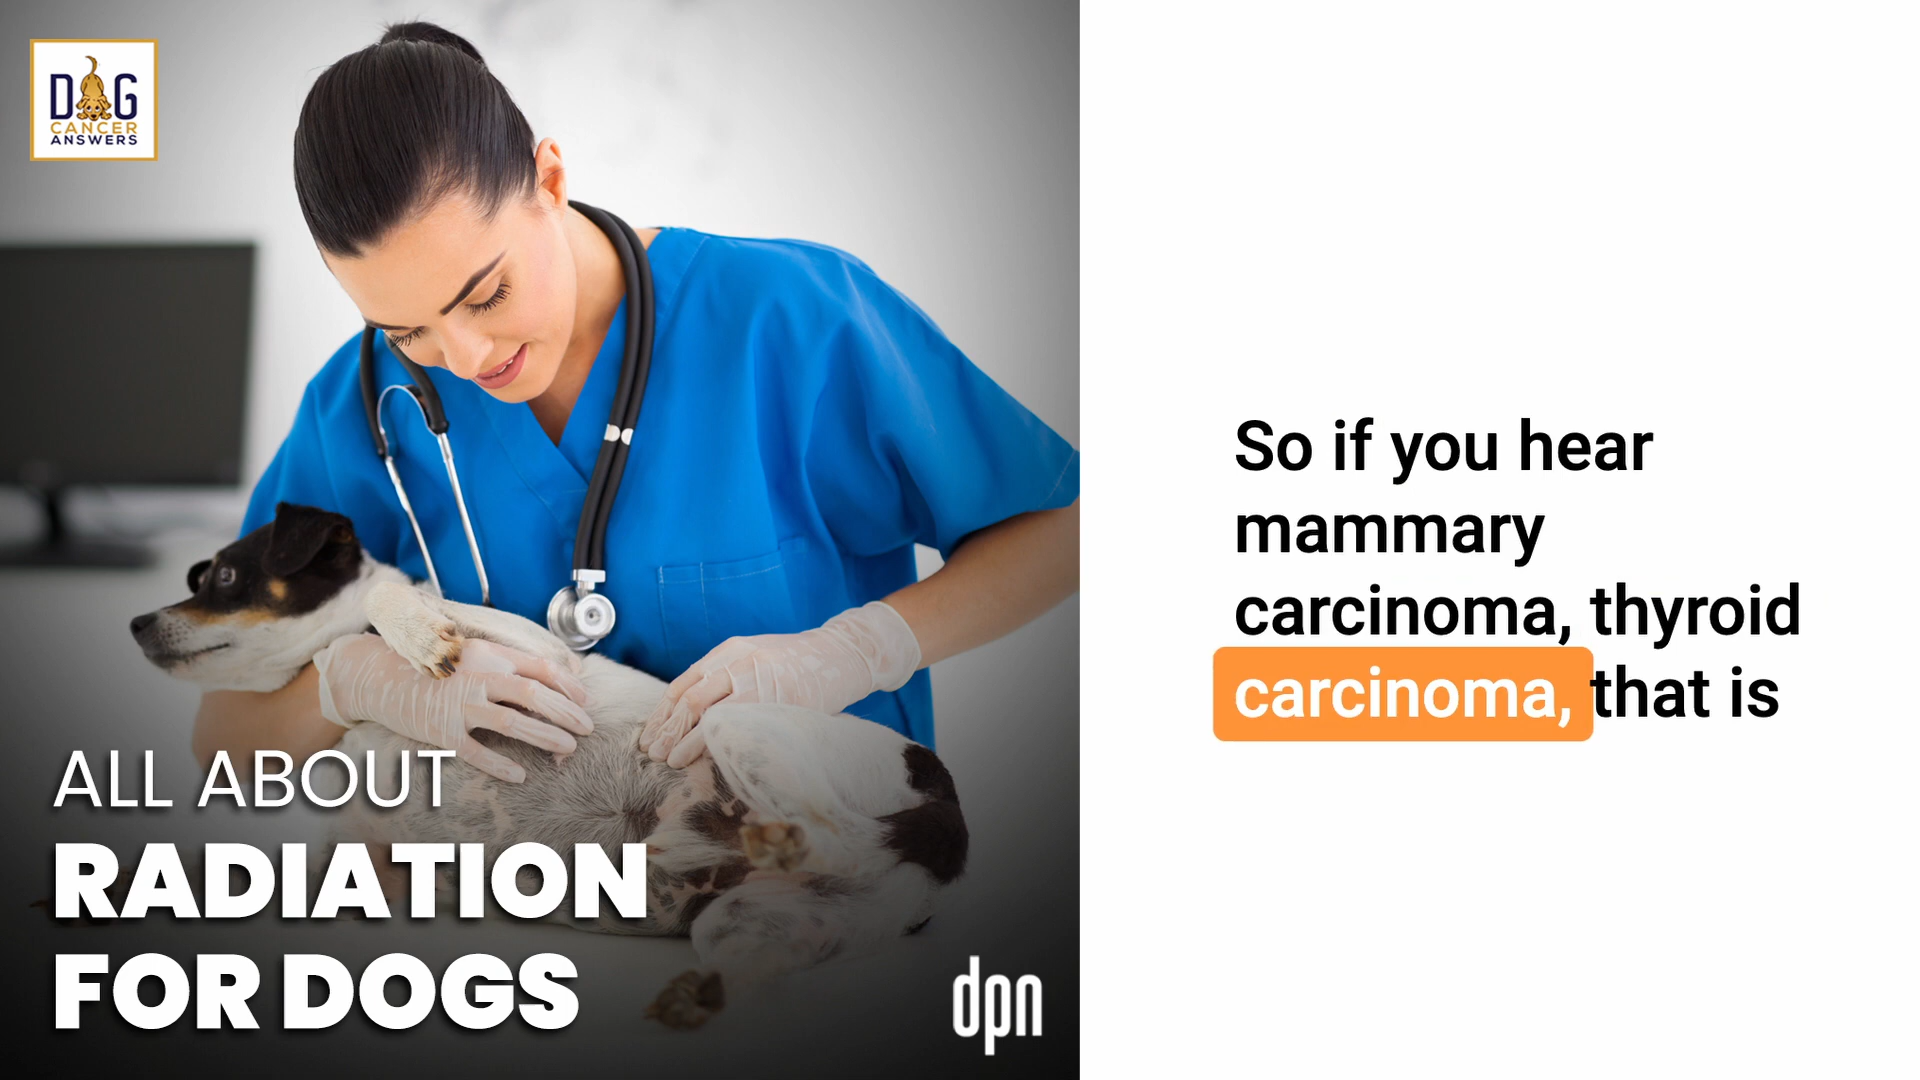 DOG
CANCER
ANSWERS
ALL ABOUT
RADIATION
FOR DOGS
dpn
So if you hear
mammary
carcinoma, thyroid
carcinoma, that is